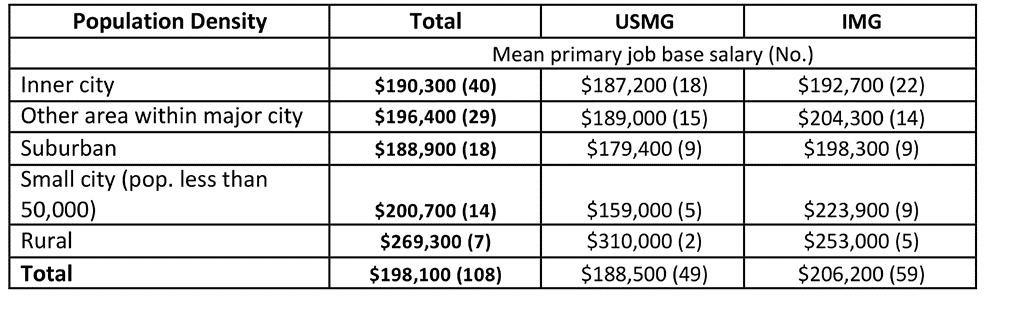 Population Density Total USMG IMG
Mean primary job base salary (No.)
Inner city $190,300 (40) $187,200 (18) $192,700 (22)
Other area within major city $196,400 (29) $189,000 (15) $204,300 (14)
Suburban $188,900 (18) $179,400 (9) $198,300 (9)
Small city (pop. less than
50,000) $200,700 (14) $159,000 (5) $223,900 (9)
Rural $269,300 (7) $310,000 (2) $253,000 (5)
Total $198,100 (108) $188,500 (49) $206,200 (59)